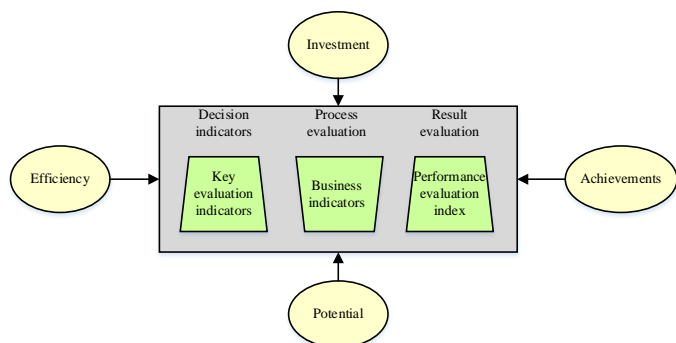 Investment
Decision
indicators
Process
evaluation
Result
evaluation
Efficiency
Key
evaluation
indicators
Business
indicators
Performance
evaluation
index
Achievements
Potential